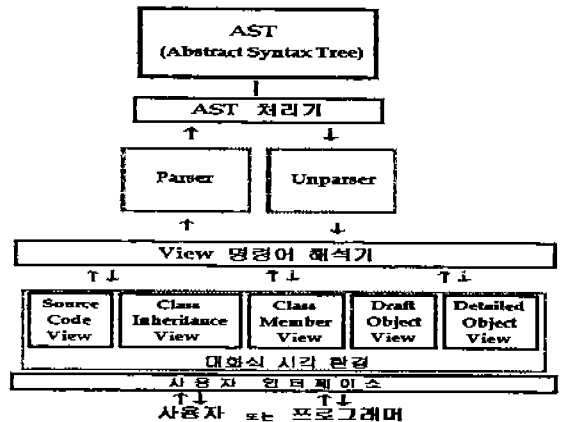 AST
(Abstract Syntax Tree)
AST 처리기
↑ ↓
Parser Unparser
↑ ↓
View 명령어 해석기
↑↓ ↑↓ ↑↓
Source Code View
Class Inheritance View
Class Member View
Draft Object View
Detailed Object View
대화식 시각 환경
사용자 인터페이스
↑↓ ↑↓
사용자 또는 프로그래머